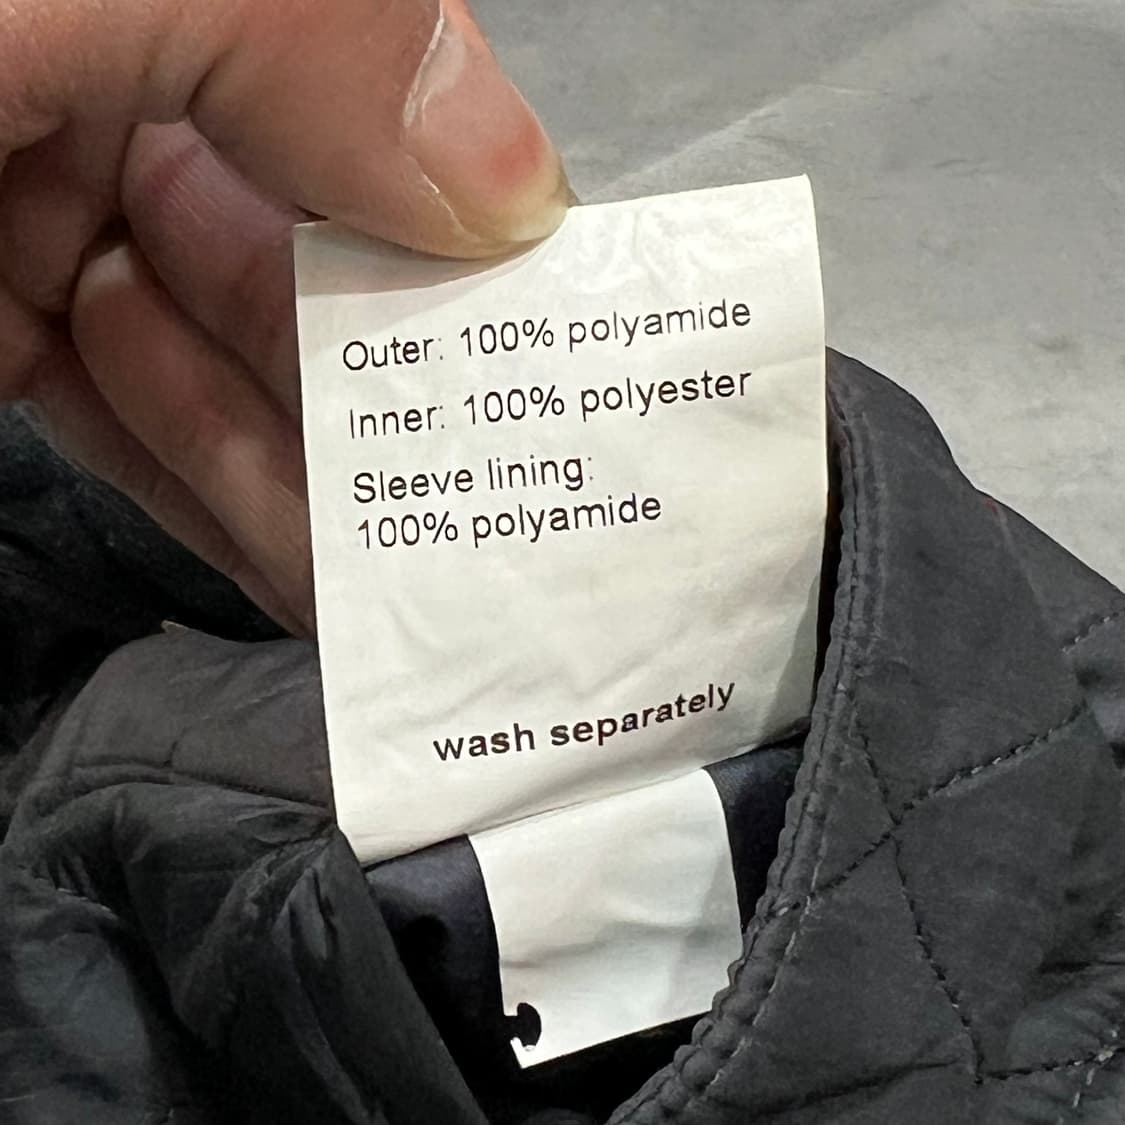 Outer: 100% polyamide
Inner: 100% polyester
Sleeve lining:
100% polyamide
wash separately